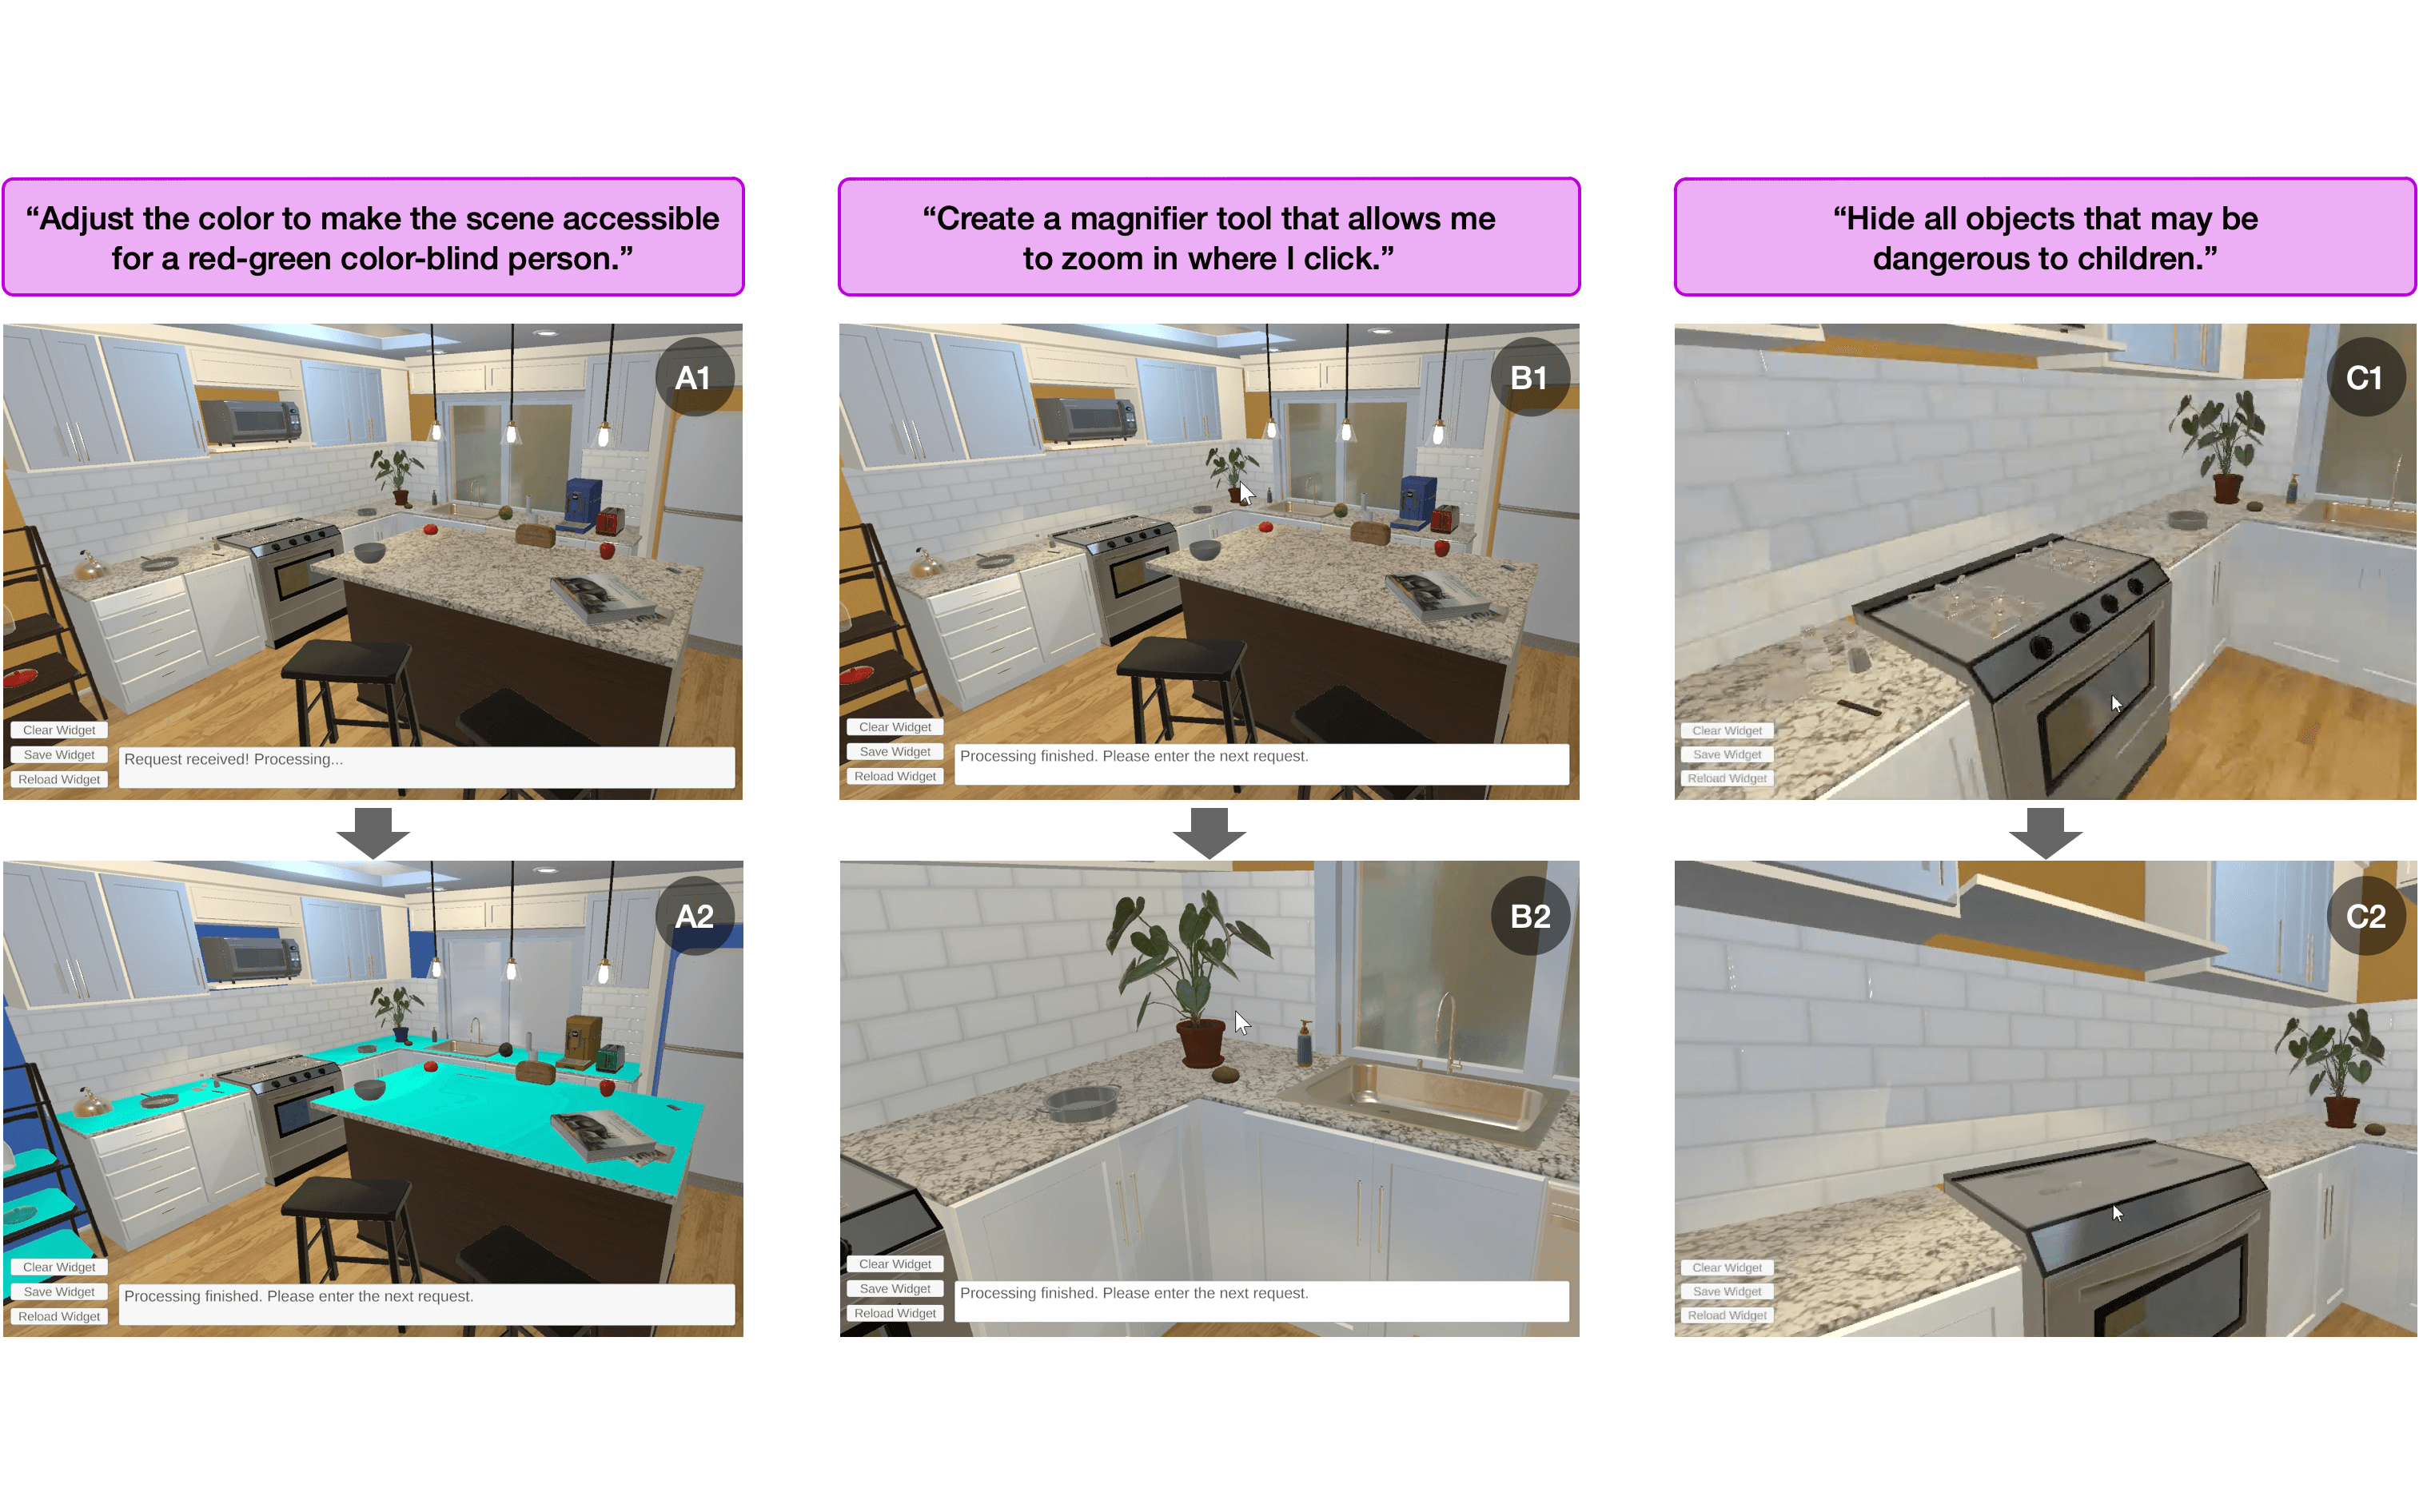 “Adjust the color to make the scene accessible
for a red-green color-blind person.”
“Create a magnifier tool that allows me
to zoom in where I click.”
“Hide all objects that may be
dangerous to children.”
A1
Clear Widget
Save Widget
Reload Widget
Request received! Processing...
B1
Clear Widget
Save Widget
Reload Widget
Processing finished. Please enter the next request.
C1
Clear Widget
Save Widget
Reload Widget
A2
Clear Widget
Save Widget
Reload Widget
Processing finished. Please enter the next request.
B2
Clear Widget
Save Widget
Reload Widget
Processing finished. Please enter the next request.
C2
Clear Widget
Save Widget
Reload Widget